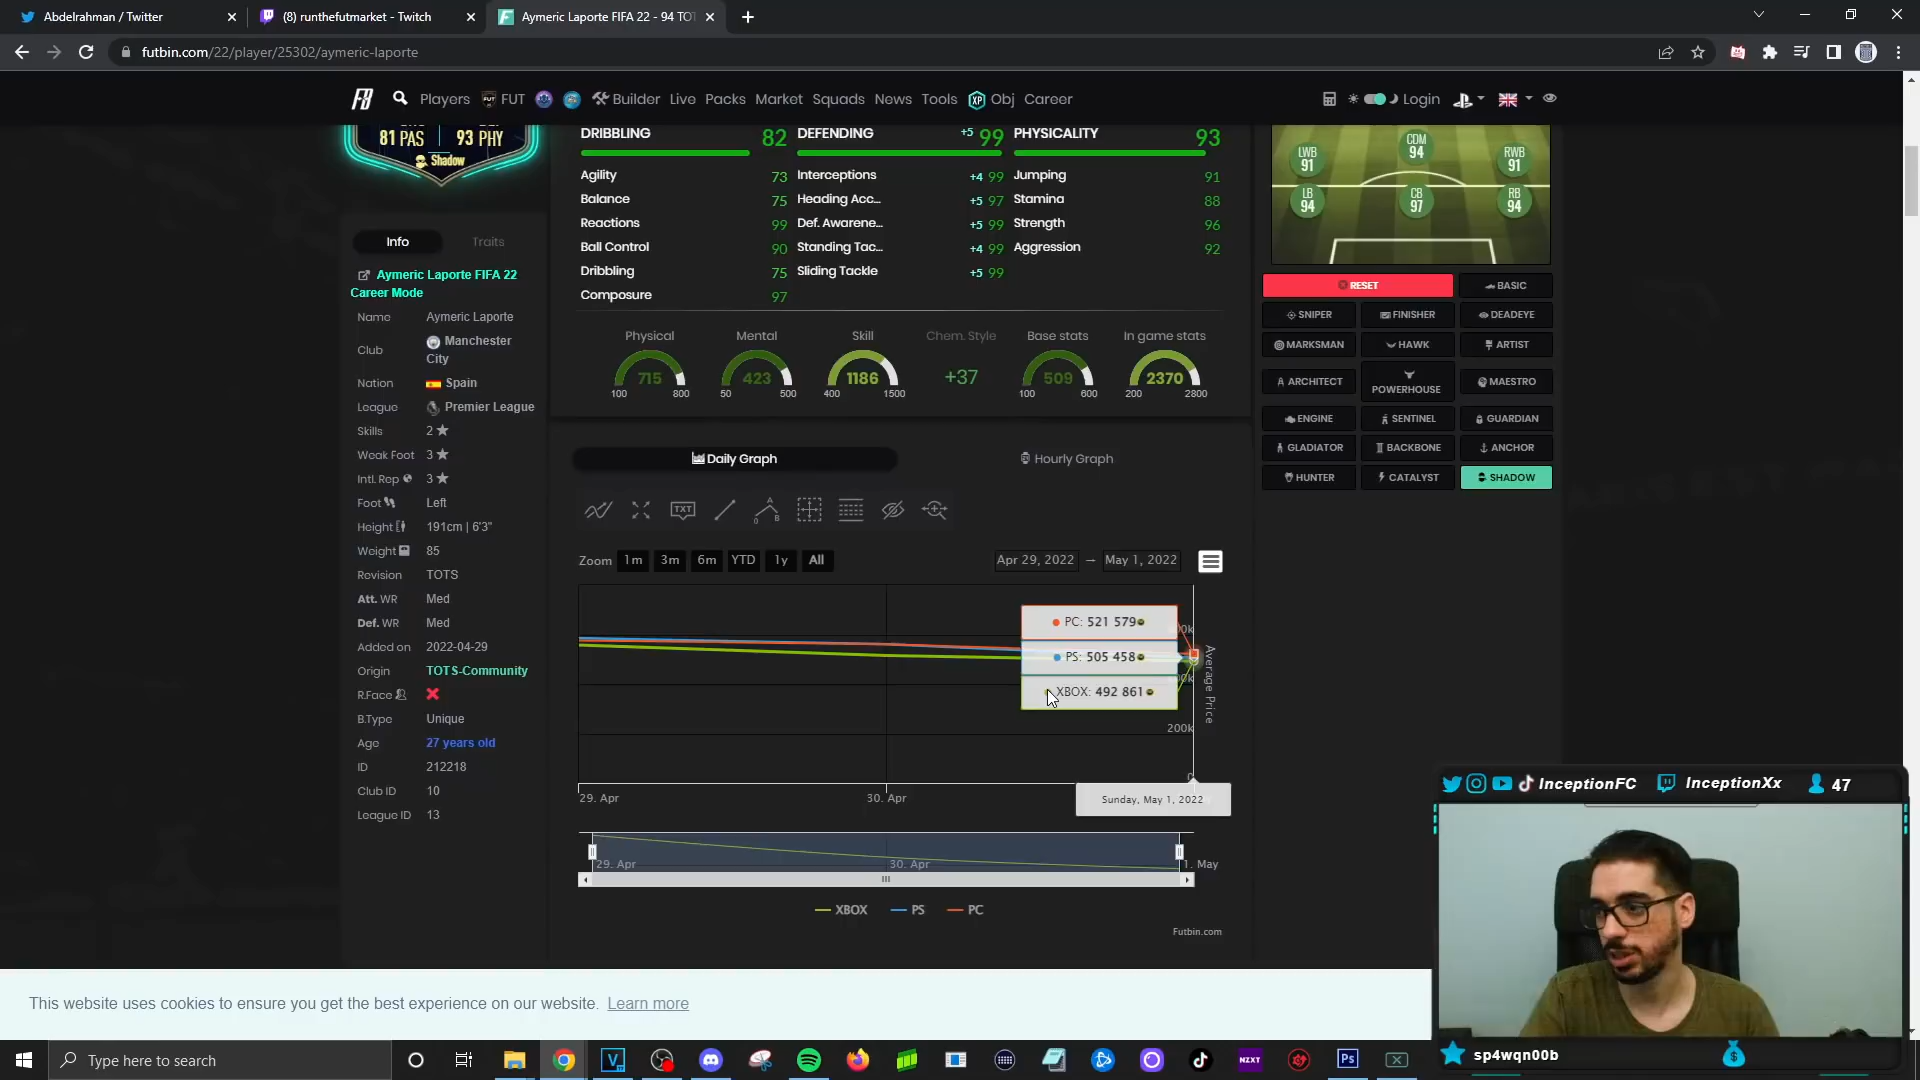 Abdelrahman / Twitter
(8) runthefutmarket - Twitch
Aymeric Laporte FIFA 22 - 94 TOT
futbin.com/22/player/25302/aymeric-laporte
Players FUT Builder Live Packs Market Squads News Tools XP Obj Career Login
81 PAS 93 PHY
Shadow
DRIBBLING 82
Agility 73
Balance 75
Reactions 99
Ball Control 90
Dribbling 75
Composure 97
DEFENDING +5 99
Interceptions +4 99
Heading Acc... +5 97
Def. Awarene... +5 99
Standing Tac... +4 99
Sliding Tackle +5 99
PHYSICALITY 93
Jumping 91
Stamina 88
Strength 96
Aggression 92
Physical Mental Skill Chem. Style Base stats In game stats
715 423 1186 +37 509 2370
100 800 50 500 400 1500 100 600 200 2800
Info Traits
Aymeric Laporte FIFA 22
Career Mode
Name Aymeric Laporte
Club Manchester
City
Nation Spain
League Premier League
Skills 2
Weak Foot 3
Intl. Rep 3
Foot Left
Height 191cm | 6'3"
Weight 85
Revision TOTS
Att. WR Med
Def. WR Med
Added on 2022-04-29
Origin TOTS-Community
R.Face
B.Type Unique
Age 27 years old
ID 212218
Club ID 10
League ID 13
Daily Graph Hourly Graph
TXT
A
B
Zoom 1m 3m 6m YTD 1y All
Apr 29, 2022 → May 1, 2022
PC: 521 579
PS: 505 458
XBOX: 492 861
200k
0
Average Price
29. Apr 30. Apr
Sunday, May 1, 2022
29. Apr 30. Apr 1. May
XBOX PS PC
Futbin.com
CDM
94
LWB
91
RWB
91
LB
94
CB
97
RB
94
RESET BASIC
SNIPER FINISHER DEADEYE
MARKSMAN HAWK ARTIST
ARCHITECT POWERHOUSE MAESTRO
ENGINE SENTINEL GUARDIAN
GLADIATOR BACKBONE ANCHOR
HUNTER CATALYST SHADOW
This website uses cookies to ensure you get the best experience on our website. Learn more
InceptionFC InceptionXx 47
sp4wqn00b
Type here to search
NZXT
Ps